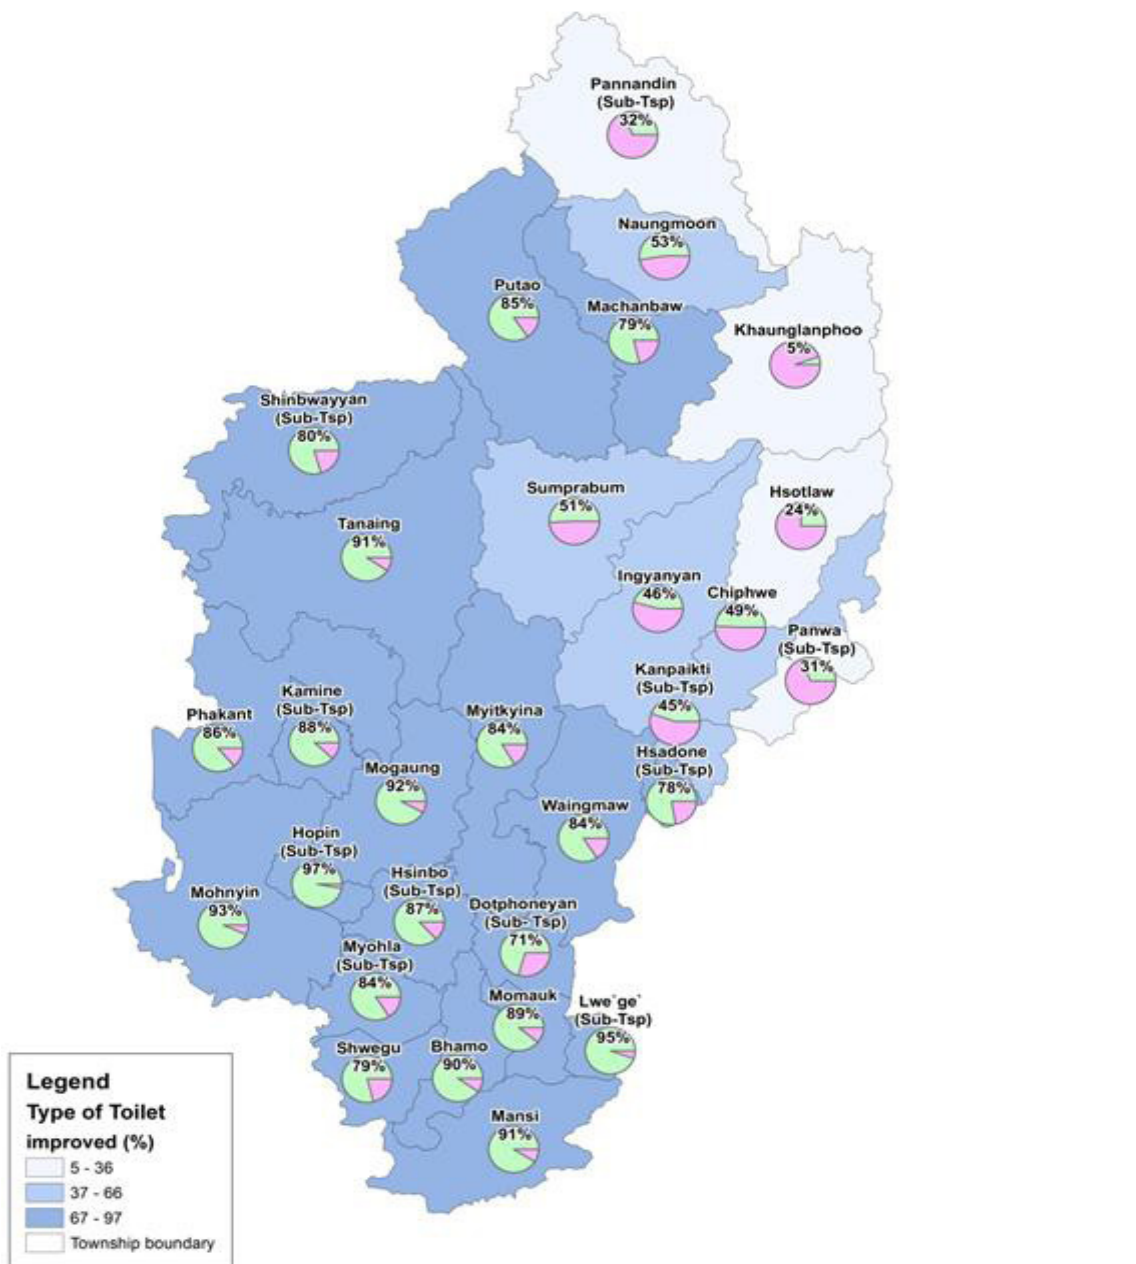 Pannandin
(Sub-Tsp)
32%
Naungmoon
53%
Putao
85%
Machanbaw
79%
Khaunglanphoo
5%
Shinbwayyan
(Sub-Tsp)
80%
Sumprabum
51%
Hsotlaw
24%
Tanaing
91%
Ingyanyan
46%
Chiphwe
49%
Panwa
(Sub-Tsp)
31%
Kanpaikti
(Sub-Tsp)
45%
Kamine
(Sub-Tsp)
88%
Phakant
86%
Myitkyina
84%
Hsadone
(Sub-Tsp)
78%
Mogaung
92%
Waingmaw
84%
Hopin
(Sub-Tsp)
97%
Hsinbo
(Sub-Tsp)
87%
Mohnyin
93%
Dotphoneyan
(Sub- Tsp)
71%
Myohla
(Sub-Tsp)
84%
Momauk
89%
Lwe`ge`
(Sub-Tsp)
95%
Shwegu
79%
Bhamo
90%
Mansi
91%
Legend
Type of Toilet
improved (%)
5 - 36
37 - 66
67 - 97
Township boundary